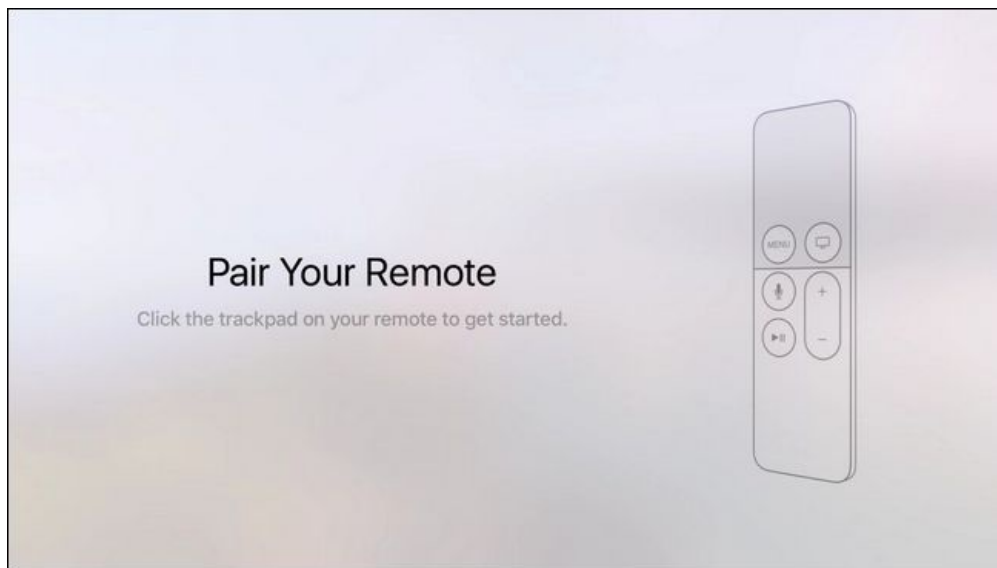 Pair Your Remote
Click the trackpad on your remote to get started.
MENU
+
−